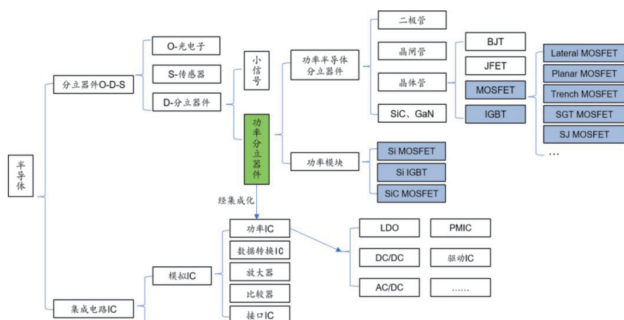 半导体
分立器件O-D-S
O-光电子
S-传感器
D-分立器件
小信号
功率分立器件
功率半导体
分立器件
二极管
晶闸管
晶体管
SiC、GaN
BJT
JFET
MOSFET
IGBT
Lateral MOSFET
Planar MOSFET
Trench MOSFET
SGT MOSFET
SJ MOSFET
…
功率模块
Si MOSFET
Si IGBT
SiC MOSFET
经集成化
集成电路IC
模拟IC
功率IC
数据转换IC
放大器
比较器
接口IC
LDO
PMIC
DC/DC
驱动IC
AC/DC
……